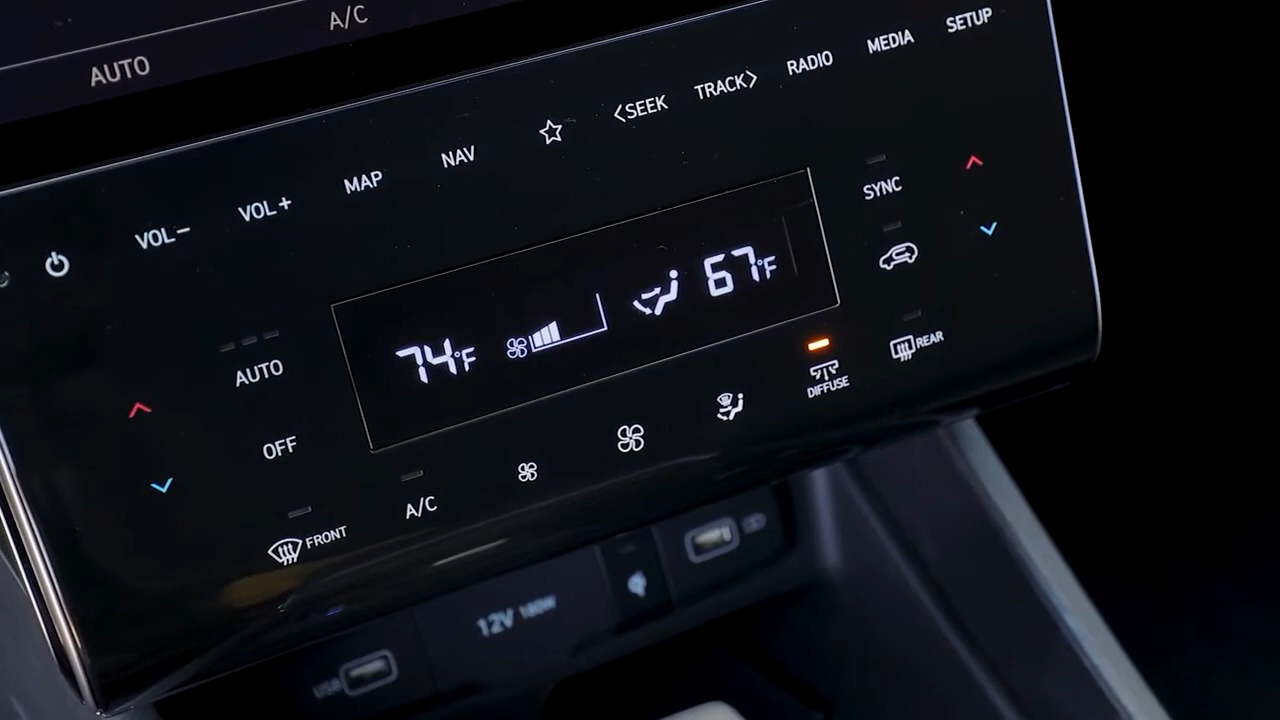 A/C
AUTO
VOL−
VOL+
MAP
NAV
<SEEK
TRACK>
RADIO
MEDIA
SETUP
AUTO
OFF
FRONT
74°F
67°F
SYNC
REAR
DIFFUSE
A/C
12V 180W
USB